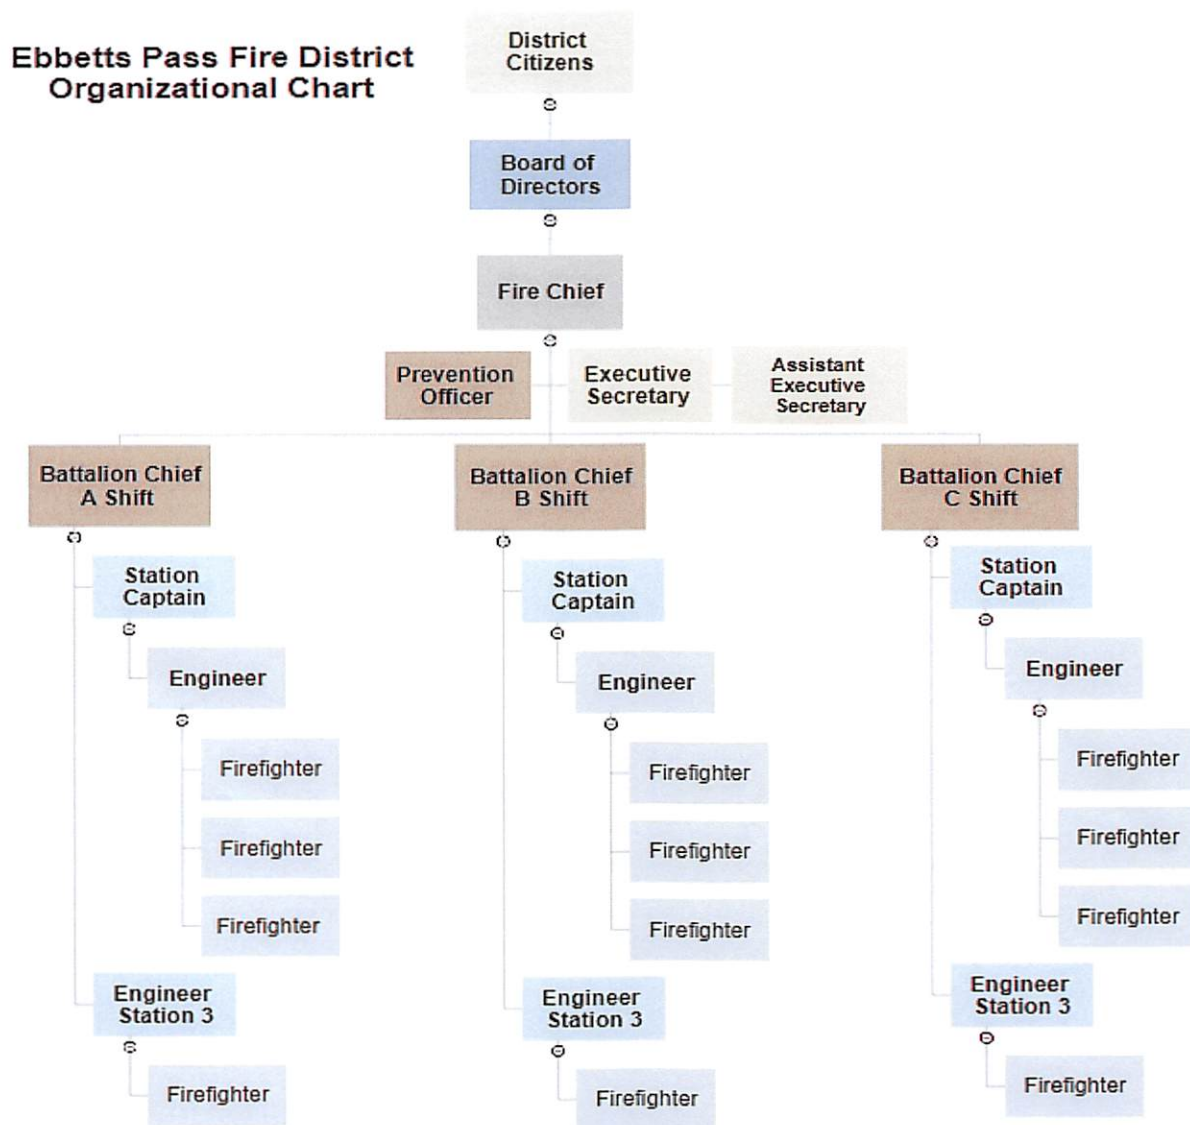 Ebbetts Pass Fire District
Organizational Chart
District
Citizens
Board of
Directors
Fire Chief
Prevention
Officer
Executive
Secretary
Assistant
Executive
Secretary
Battalion Chief
A Shift
Station
Captain
Engineer
Firefighter
Firefighter
Firefighter
Engineer
Station 3
Firefighter
Battalion Chief
B Shift
Station
Captain
Engineer
Firefighter
Firefighter
Firefighter
Engineer
Station 3
Firefighter
Battalion Chief
C Shift
Station
Captain
Engineer
Firefighter
Firefighter
Firefighter
Engineer
Station 3
Firefighter